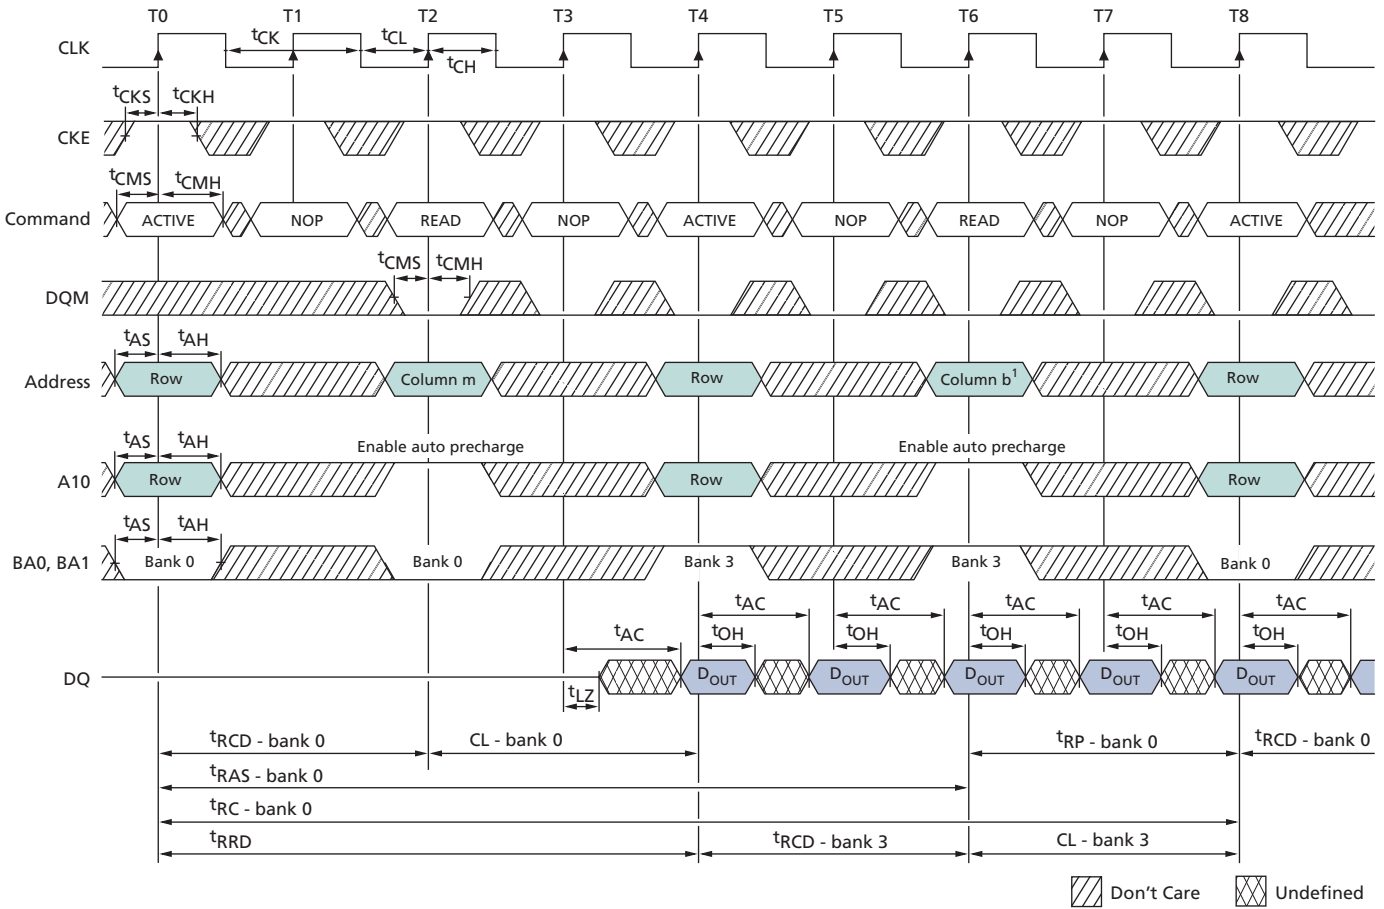 T0 T1 T2 T3 T4 T5 T6 T7 T8
CLK
tCK tCL
tCH
tCKS tCKH
CKE
tCMS tCMH
Command ACTIVE NOP READ NOP ACTIVE NOP READ NOP ACTIVE
tCMS tCMH
DQM
tAS tAH
Address Row Column m Row Column b1 Row
tAS tAH Enable auto precharge Enable auto precharge
A10 Row Row Row
tAS tAH
BA0, BA1 Bank 0 Bank 0 Bank 3 Bank 3 Bank 0
tAC tAC tAC tAC tAC
tAC tOH tOH tOH tOH tOH
DQ DOUT DOUT DOUT DOUT DOUT
tLZ
tRCD - bank 0 CL - bank 0 tRP - bank 0 tRCD - bank 0
tRAS - bank 0
tRC - bank 0
tRRD tRCD - bank 3 CL - bank 3
Don't Care Undefined